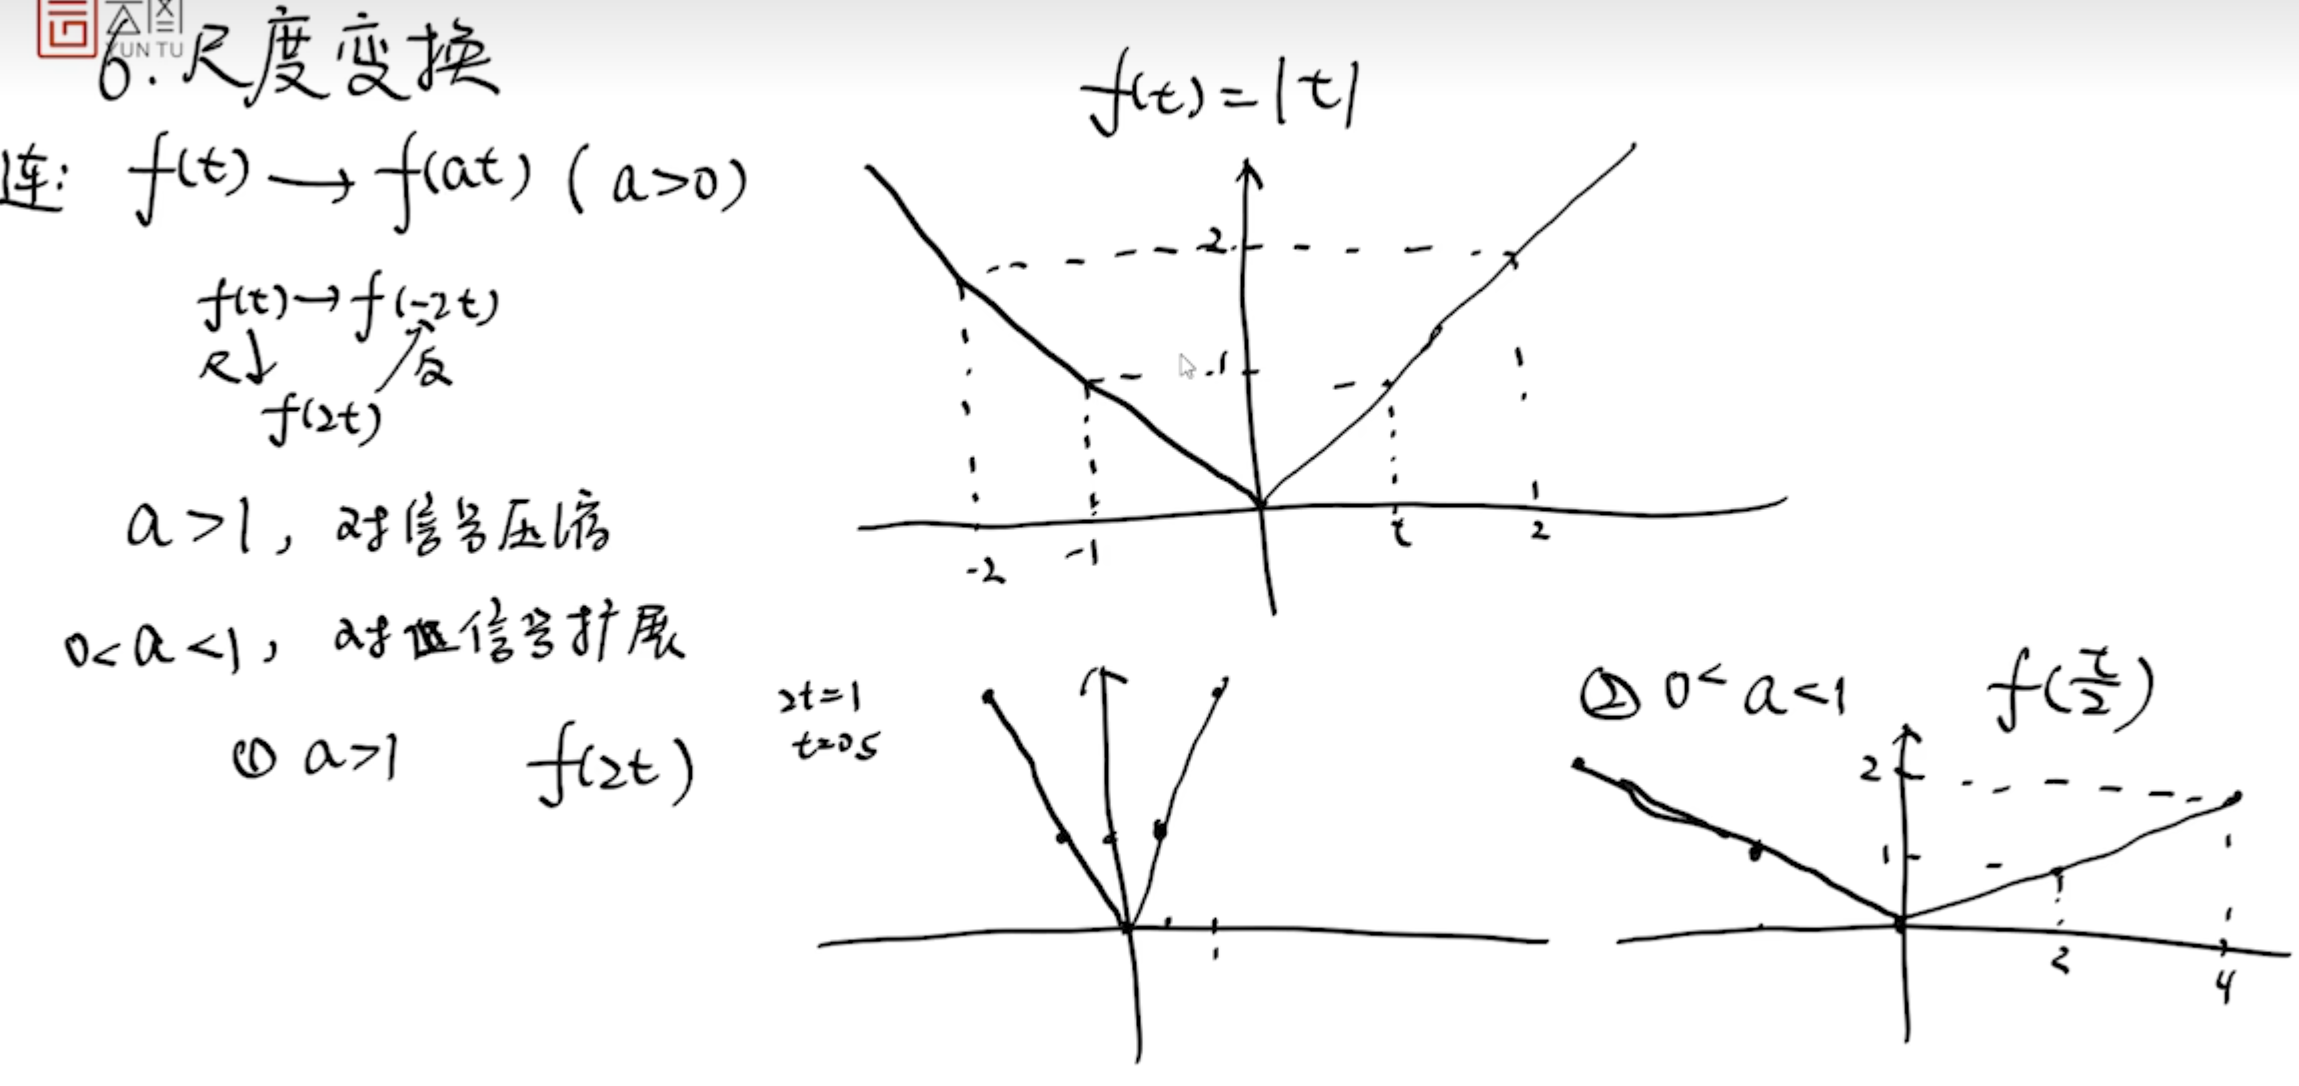 云图
YUN TU
6.尺度变换
连: f(t) → f(at) (a>0)
f(t)→f(-2t)
尺↓ ↗反
f(2t)
a>1, 对信号压缩
0<a<1, 对信号扩展
① a>1 f(2t)
f(t)=|t|
2
1
-2 -1 t 2
2t=1
t=0.5
1
② 0<a<1 f(t/2)
2
1
2
4